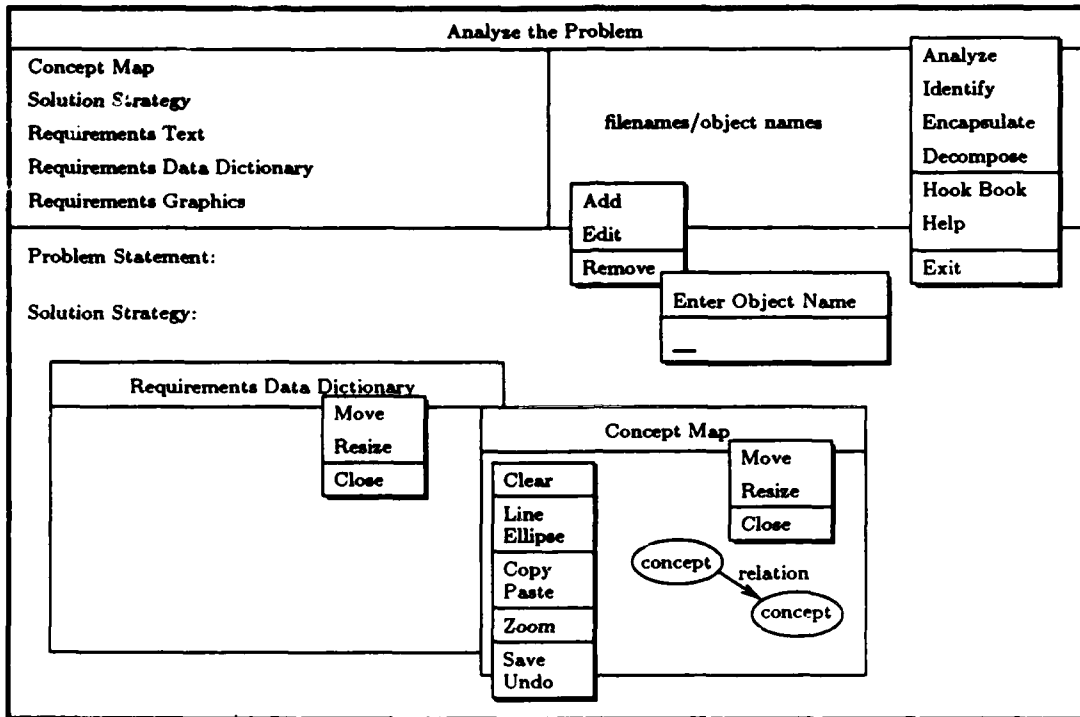 Analyze the Problem
Concept Map
Solution Strategy
Requirements Text
Requirements Data Dictionary
Requirements Graphics
filenames/object names
Analyze
Identify
Encapsulate
Decompose
Hook Book
Help
Exit
Add
Edit
Remove
Enter Object Name
Problem Statement:
Solution Strategy:
Requirements Data Dictionary
Move
Resize
Close
Concept Map
Move
Resize
Close
Clear
Line
Ellipse
Copy
Paste
Zoom
Save
Undo
concept
relation
concept